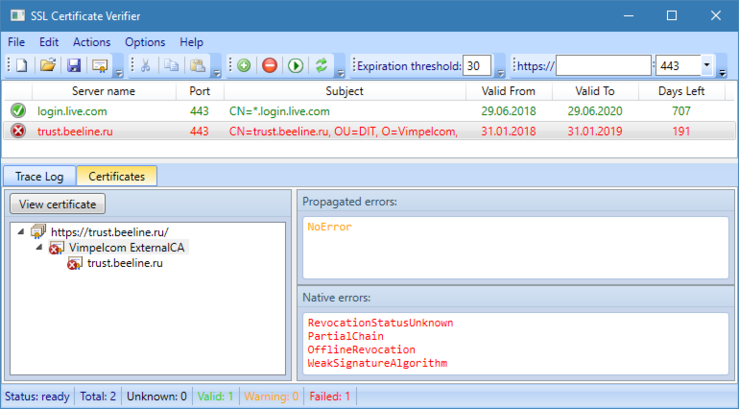 SSL Certificate Verifier
File Edit Actions Options Help
Expiration threshold: 30 https:// : 443
Server name Port Subject Valid From Valid To Days Left
login.live.com 443 CN=*.login.live.com 29.06.2018 29.06.2020 707
trust.beeline.ru 443 CN=trust.beeline.ru, OU=DIT, O=Vimpelcom, 31.01.2018 31.01.2019 191
Trace Log Certificates
View certificate
https://trust.beeline.ru/
Vimpelcom ExternalCA
trust.beeline.ru
Propagated errors:
NoError
Native errors:
RevocationStatusUnknown
PartialChain
OfflineRevocation
WeakSignatureAlgorithm
Status: ready Total: 2 Unknown: 0 Valid: 1 Warning: 0 Failed: 1